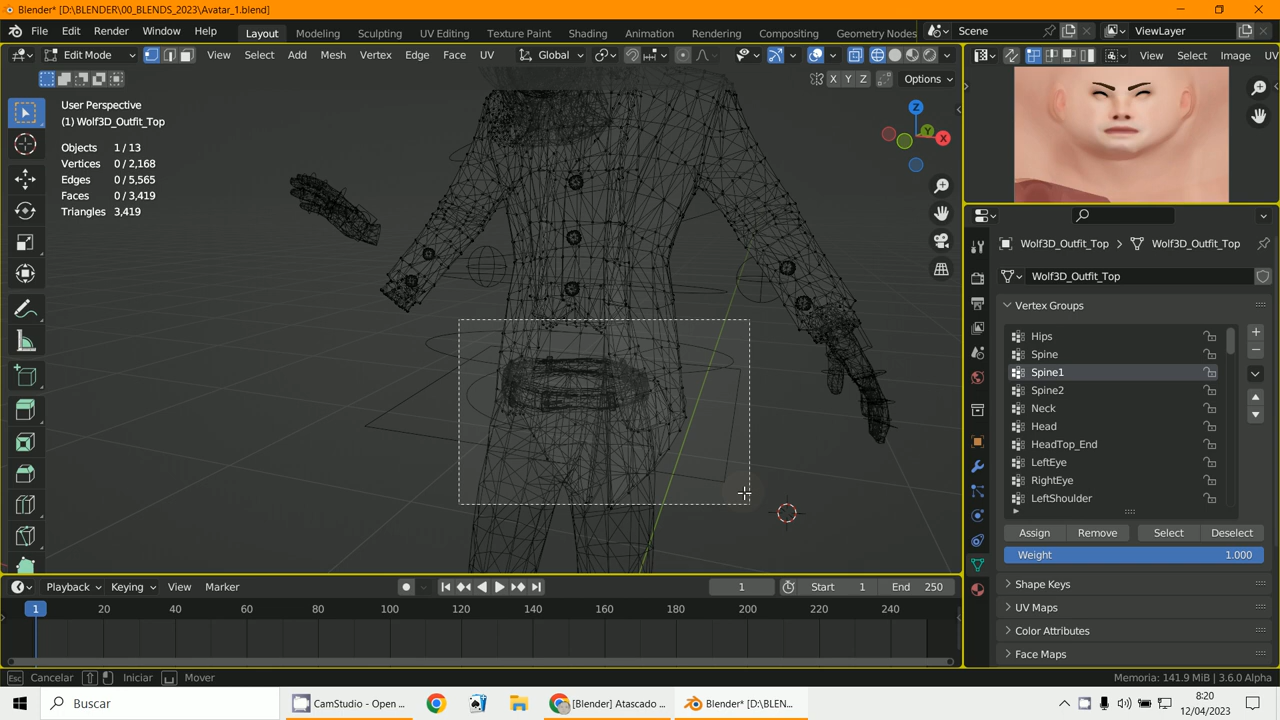 Blender* [D:\BLENDER\00_BLENDS_2023\Avatar_1.blend]
File Edit Render Window Help Layout Modeling Sculpting UV Editing Texture Paint Shading Animation Rendering Compositing Geometry Nodes Scene ViewLayer
Edit Mode View Select Add Mesh Vertex Edge Face UV Global View Select Image UV
X Y Z Options
User Perspective
(1) Wolf3D_Outfit_Top
Objects 1 / 13
Vertices 0 / 2,168
Edges 0 / 5,565
Faces 0 / 3,419
Triangles 3,419
Z
Y
X
Wolf3D_Outfit_Top > Wolf3D_Outfit_Top
Wolf3D_Outfit_Top
Vertex Groups
Hips
Spine
Spine1
Spine2
Neck
Head
HeadTop_End
LeftEye
RightEye
LeftShoulder
Assign Remove Select Deselect
Weight 1.000
Shape Keys
UV Maps
Color Attributes
Face Maps
Playback Keying View Marker 1 Start 1 End 250
1 20 40 60 80 100 120 140 160 180 200 220 240
Esc Cancelar Iniciar Mover Memoria: 141.9 MiB | 3.6.0 Alpha
Buscar CamStudio - Open ... [Blender] Atascado ... Blender* [D:\BLEN... 8:20
12/04/2023